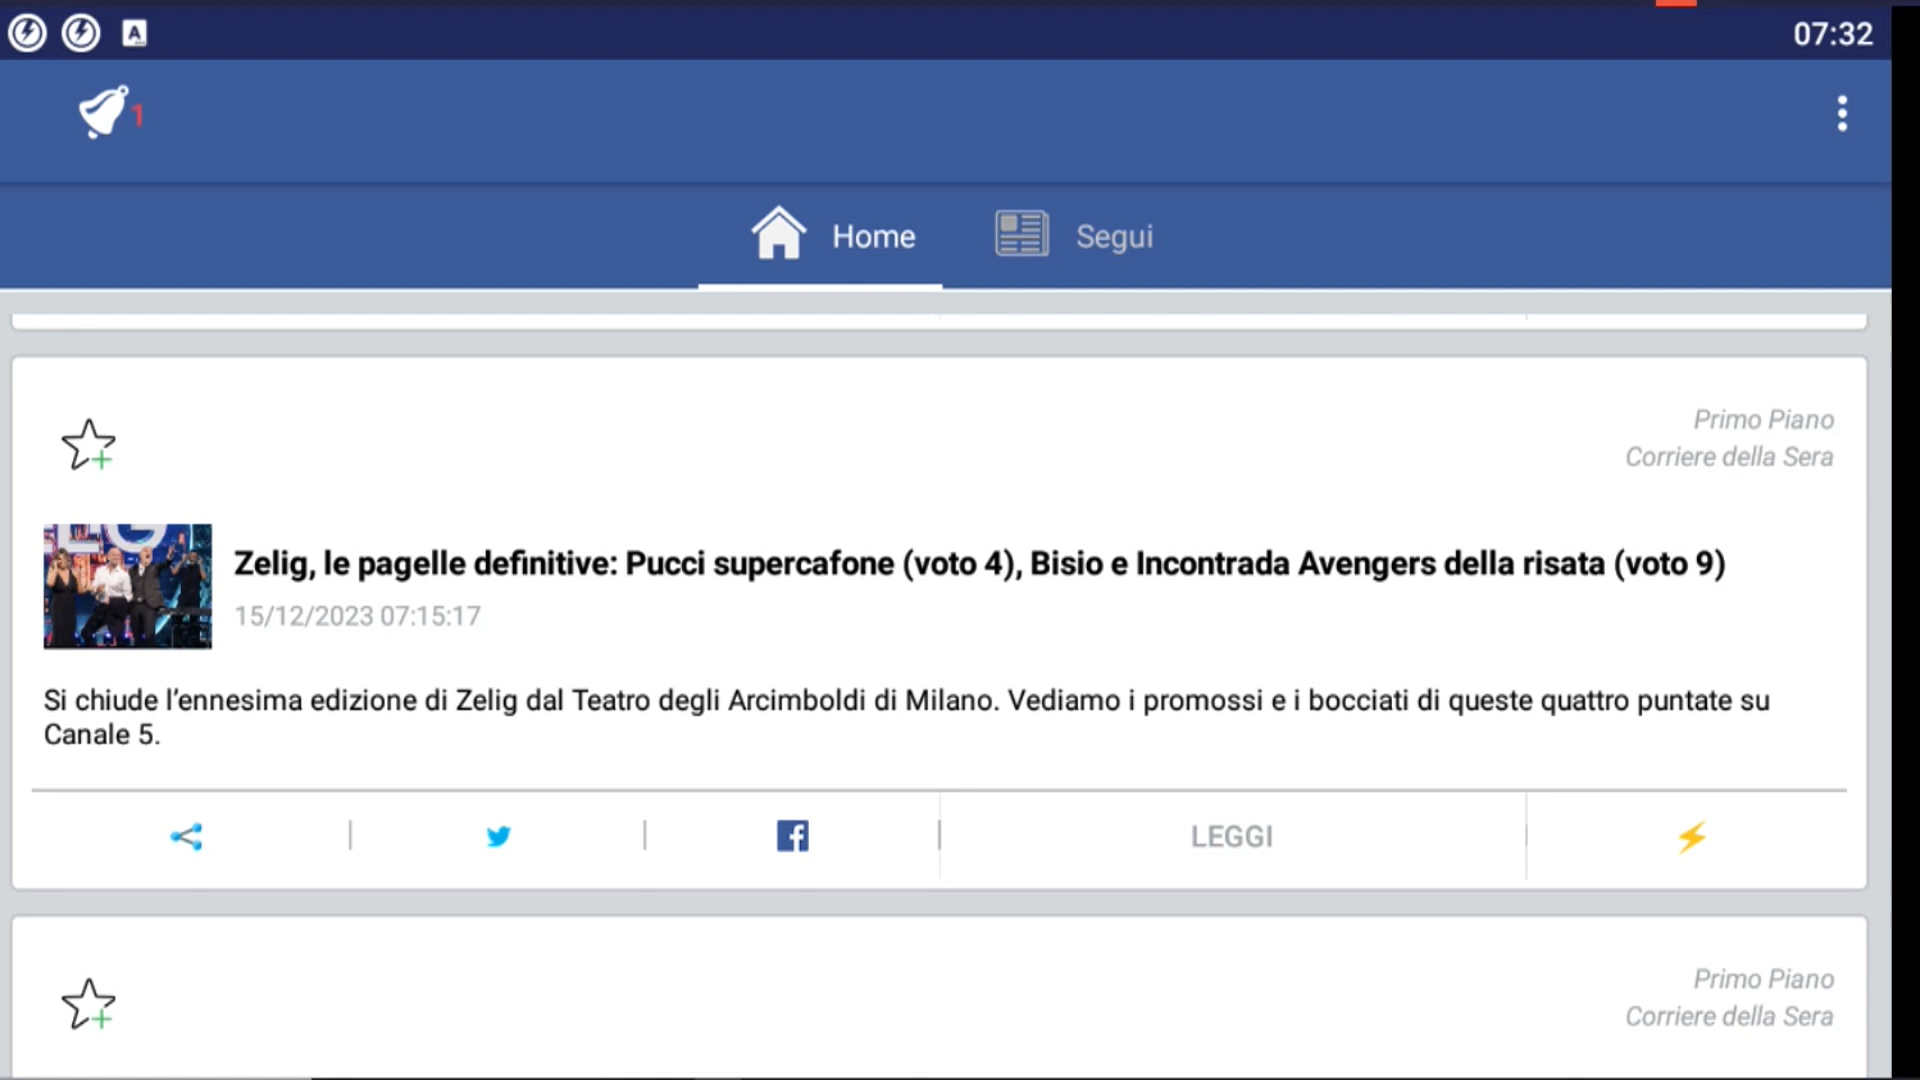 A
07:32
1
Home
Segui
Primo Piano
Corriere della Sera
Zelig, le pagelle definitive: Pucci supercafone (voto 4), Bisio e Incontrada Avengers della risata (voto 9)
15/12/2023 07:15:17
Si chiude l’ennesima edizione di Zelig dal Teatro degli Arcimboldi di Milano. Vediamo i promossi e i bocciati di queste quattro puntate su
Canale 5.
LEGGI
Primo Piano
Corriere della Sera